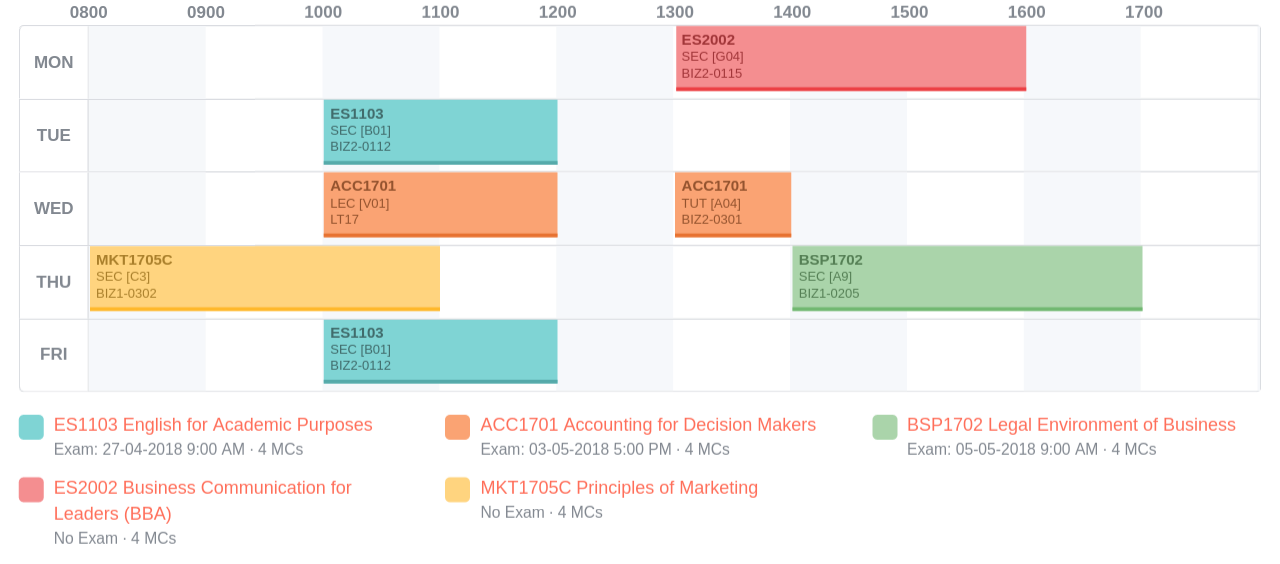 0800 0900 1000 1100 1200 1300 1400 1500 1600 1700
MON
ES2002
SEC [G04]
BIZ2-0115
TUE
ES1103
SEC [B01]
BIZ2-0112
WED
ACC1701
LEC [V01]
LT17
ACC1701
TUT [A04]
BIZ2-0301
THU
MKT1705C
SEC [C3]
BIZ1-0302
BSP1702
SEC [A9]
BIZ1-0205
FRI
ES1103
SEC [B01]
BIZ2-0112
ES1103 English for Academic Purposes
Exam: 27-04-2018 9:00 AM · 4 MCs
ACC1701 Accounting for Decision Makers
Exam: 03-05-2018 5:00 PM · 4 MCs
BSP1702 Legal Environment of Business
Exam: 05-05-2018 9:00 AM · 4 MCs
ES2002 Business Communication for
Leaders (BBA)
No Exam · 4 MCs
MKT1705C Principles of Marketing
No Exam · 4 MCs